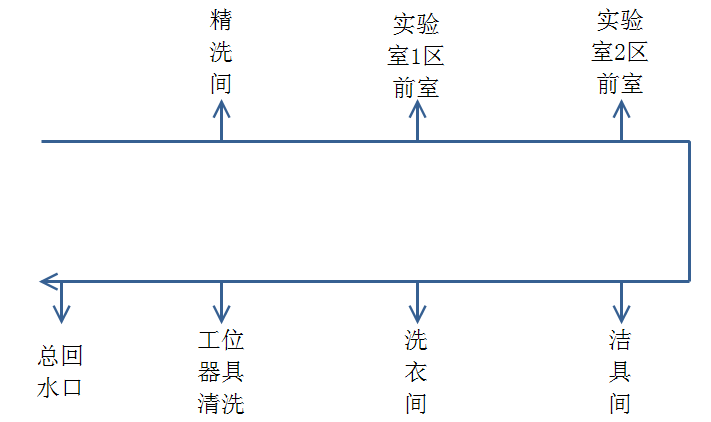 精
洗
间
实验
室1区
前室
实验
室2区
前室
总回
水口
工位
器具
清洗
洗
衣
间
洁
具
间